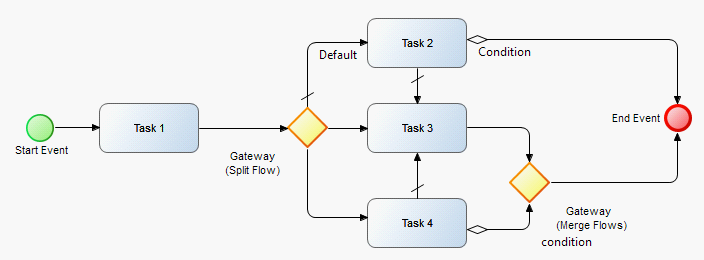 Task 2
Default
Condition
Task 1
Task 3
End Event
Start Event
Gateway
(Split Flow)
Task 4
Gateway
(Merge Flows)
condition